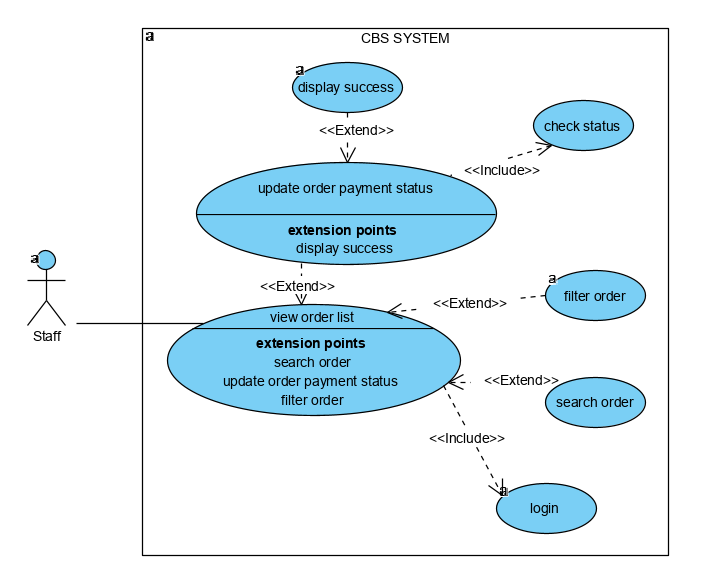 a
CBS SYSTEM
a
display success
<<Extend>>
check status
<<Include>>
update order payment status
extension points
display success
a
Staff
<<Extend>>
a
filter order
<<Extend>>
view order list
extension points
search order
update order payment status
filter order
<<Extend>>
search order
<<Include>>
a
login